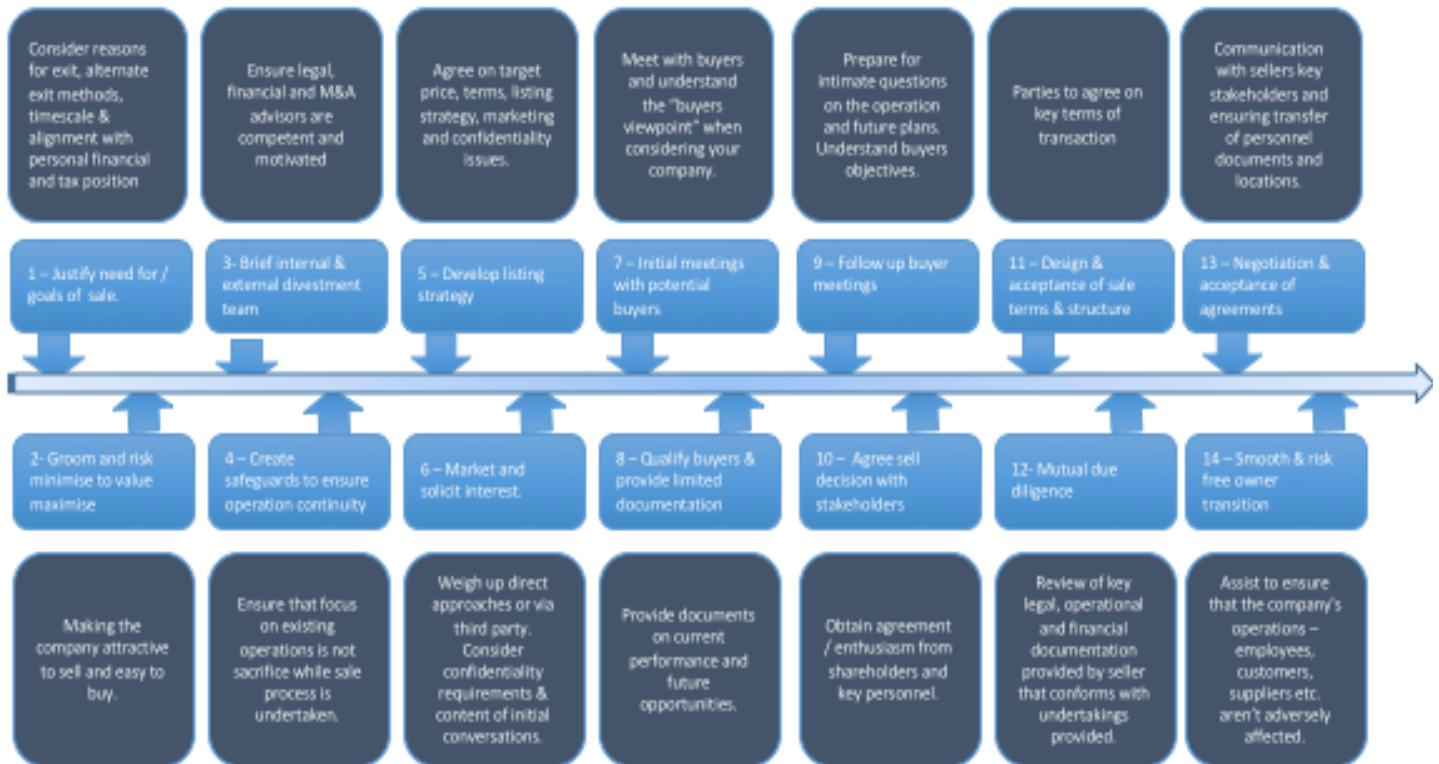 Consider reasons
for exit, alternate
exit methods,
timescale &
alignment with
personal financial
and tax position
Ensure legal,
financial and M&A
advisors are
competent and
motivated
Agree on target
price, terms, listing
strategy, marketing
and confidentiality
issues.
Meet with buyers
and understand
the "buyers
viewpoint" when
considering your
company.
Prepare for
intimate questions
on the operation
and future plans.
Understand buyers
objectives.
Parties to agree on
key terms of
transaction
Communication
with sellers key
stakeholders and
ensuring transfer
of personnel
documents and
locations.
1 – Justify need for /
goals of sale.
3- Brief internal &
external divestment
team
5 – Develop listing
strategy
7 – Initial meetings
with potential
buyers
9 – Follow up buyer
meetings
11 – Design &
acceptance of sale
terms & structure
13 – Negotiation &
acceptance of
agreements
2- Groom and risk
minimise to value
maximise
4 – Create
safeguards to ensure
operation continuity
6 – Market and
solicit interest.
8 – Qualify buyers &
provide limited
documentation
10 – Agree sell
decision with
stakeholders
12- Mutual due
diligence
14 – Smooth & risk
free owner
transition
Making the
company attractive
to sell and easy to
buy.
Ensure that focus
on existing
operations is not
sacrifice while sale
process is
undertaken.
Weigh up direct
approaches or via
third party.
Consider
confidentiality
requirements &
content of initial
conversations.
Provide documents
on current
performance and
future
opportunities.
Obtain agreement
/ enthusiasm from
shareholders and
key personnel.
Review of key
legal, operational
and financial
documentation
provided by seller
that conforms with
undertakings
provided.
Assist to ensure
that the company's
operations –
employees,
customers,
suppliers etc.
aren't adversely
affected.